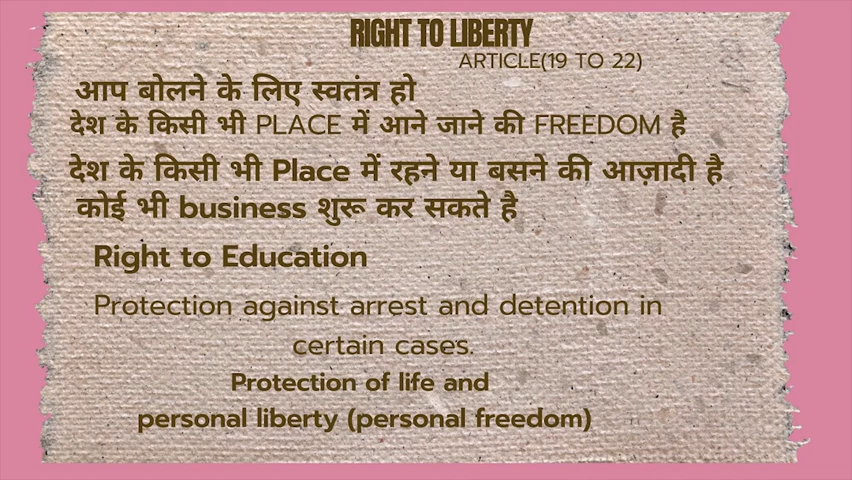 RIGHT TO LIBERTY
ARTICLE(19 TO 22)
आप बोलने के लिए स्वतंत्र हो
देश के किसी भी PLACE में आने जाने की FREEDOM है
देश के किसी भी Place में रहने या बसने की आज़ादी है
कोई भी business शुरू कर सकते है
Right to Education
Protection against arrest and detention in
certain cases.
Protection of life and
personal liberty (personal freedom)